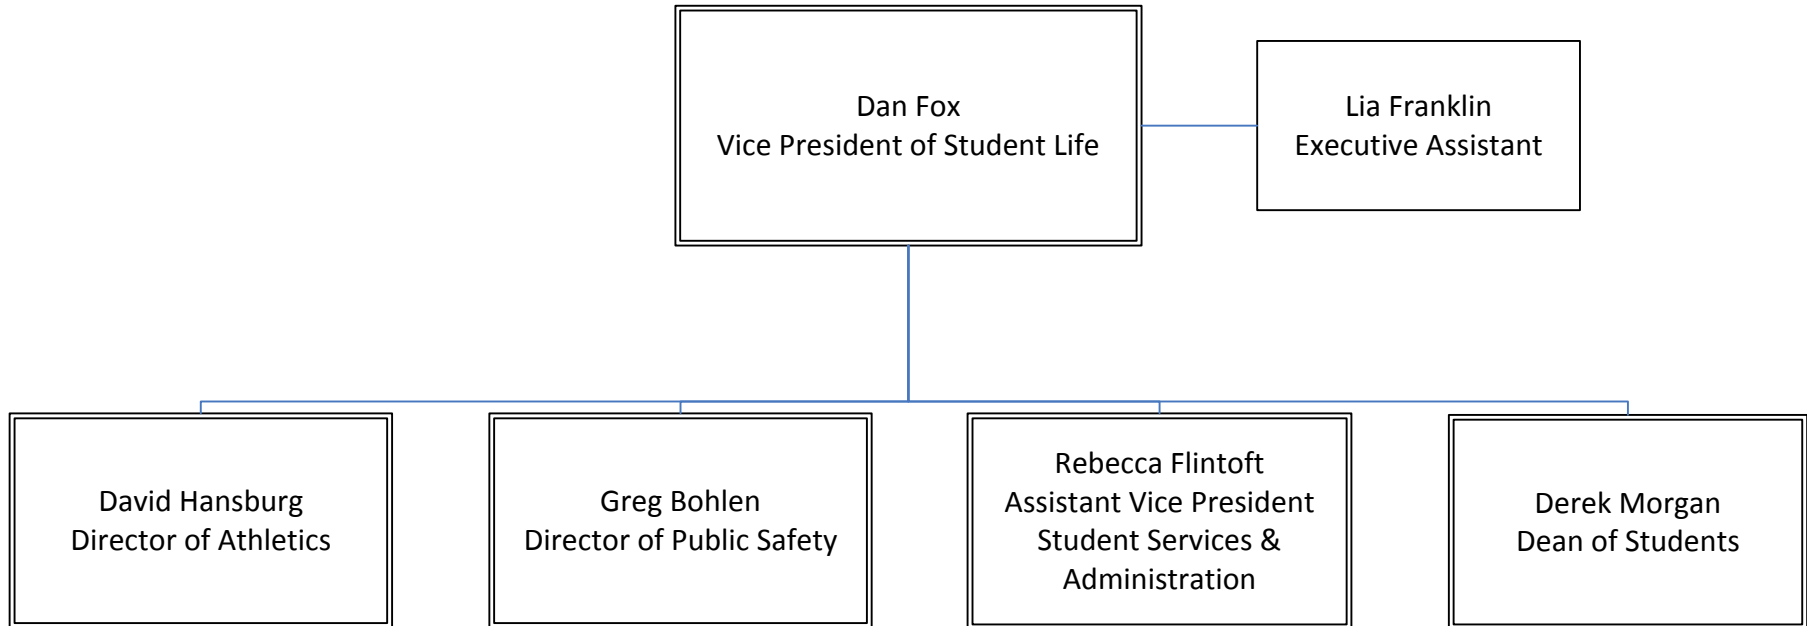 Dan Fox
Vice President of Student Life
Lia Franklin
Executive Assistant
David Hansburg
Director of Athletics
Greg Bohlen
Director of Public Safety
Rebecca Flintoft
Assistant Vice President
Student Services &
Administration
Derek Morgan
Dean of Students